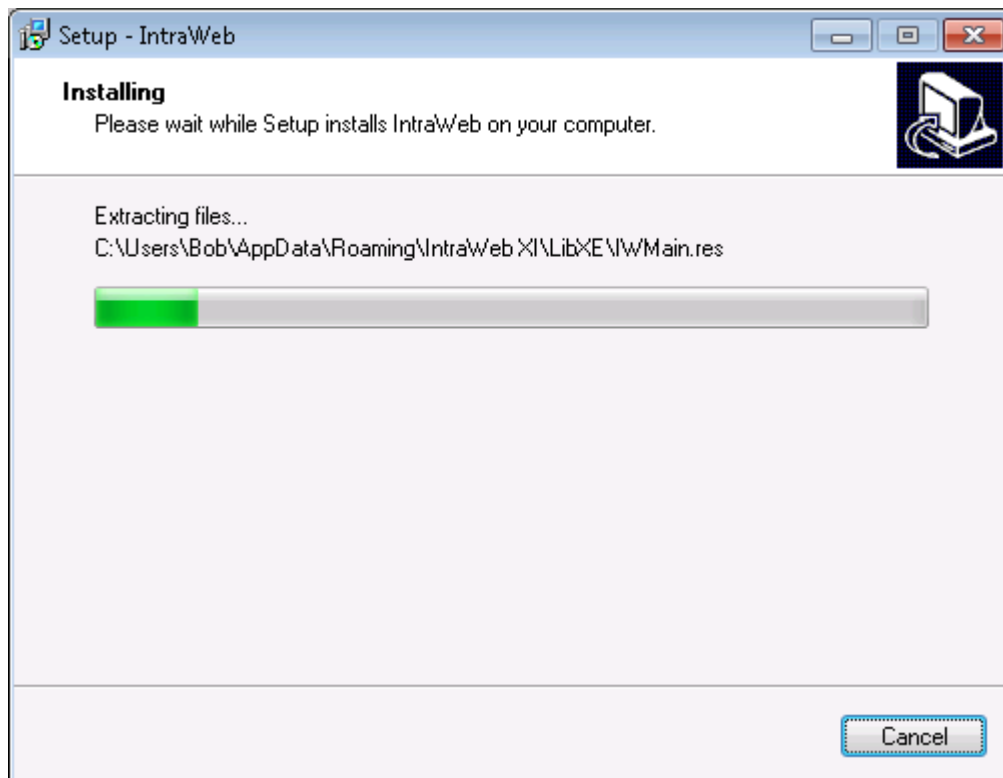 Setup - IntraWeb
Installing
Please wait while Setup installs IntraWeb on your computer.
Extracting files...
C:\Users\Bob\AppData\Roaming\IntraWeb XI\LibXE\IWMain.res
Cancel